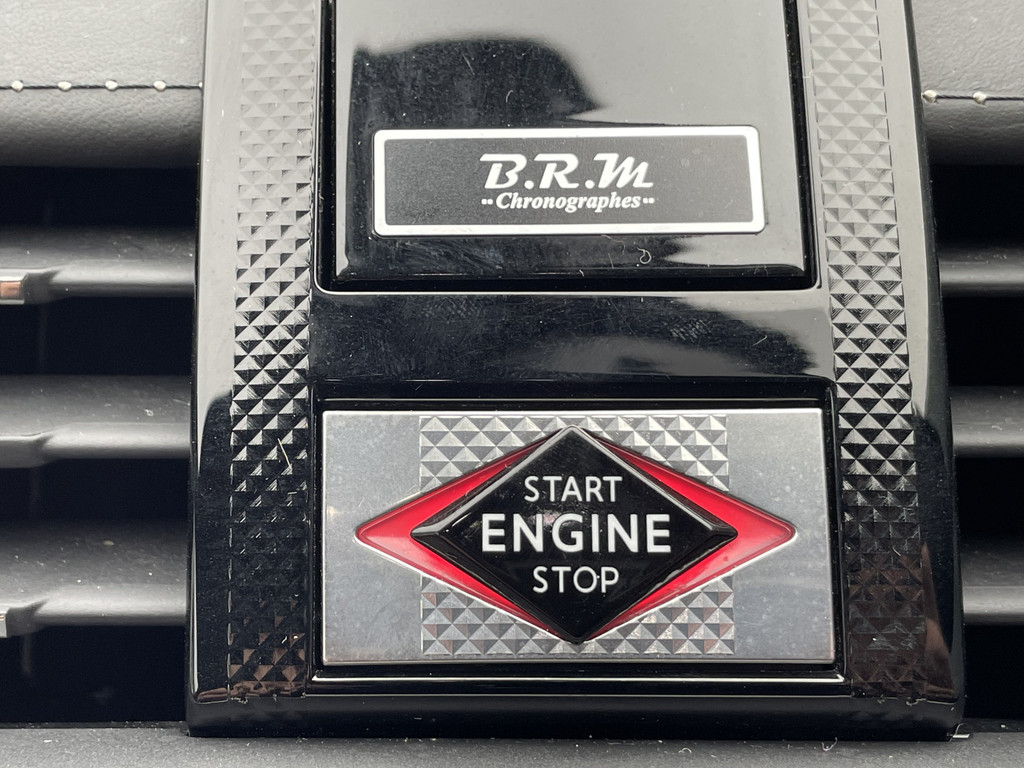 B.R.M
Chronographes
START
ENGINE
STOP